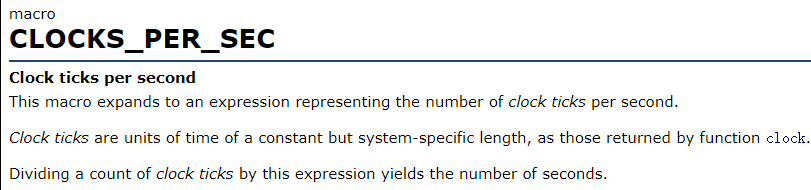 macro
CLOCKS_PER_SEC
Clock ticks per second
This macro expands to an expression representing the number of clock ticks per second.
Clock ticks are units of time of a constant but system-specific length, as those returned by function clock.
Dividing a count of clock ticks by this expression yields the number of seconds.